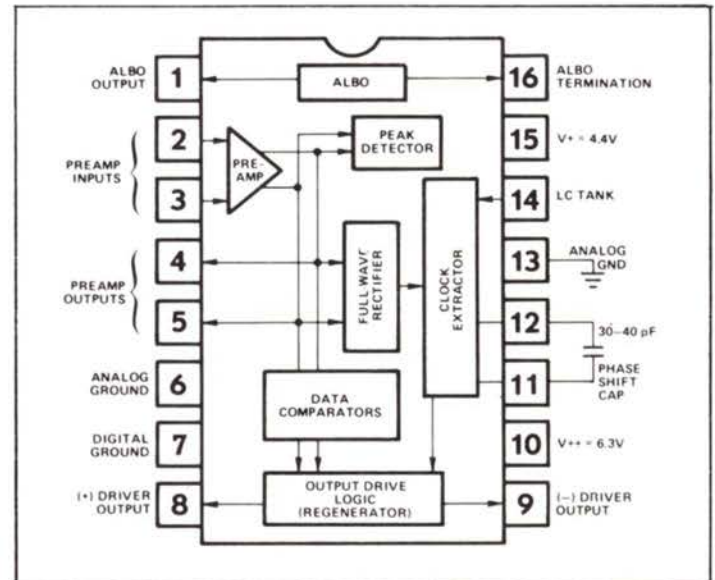 ALBO
OUTPUT
1
ALBO
16
ALBO
TERMINATION
PREAMP
INPUTS
2
3
PRE-
AMP
PEAK
DETECTOR
15
V+ = 4.4V
14
LC TANK
PREAMP
OUTPUTS
4
5
FULL WAVE
RECTIFIER
CLOCK
EXTRACTOR
13
ANALOG
GND
12
30-40 pF
11
PHASE
SHIFT
CAP
ANALOG
GROUND
6
DATA
COMPARATORS
DIGITAL
GROUND
7
10
V++ = 6.3V
(+) DRIVER
OUTPUT
8
OUTPUT DRIVE
LOGIC
(REGENERATOR)
9
(–) DRIVER
OUTPUT